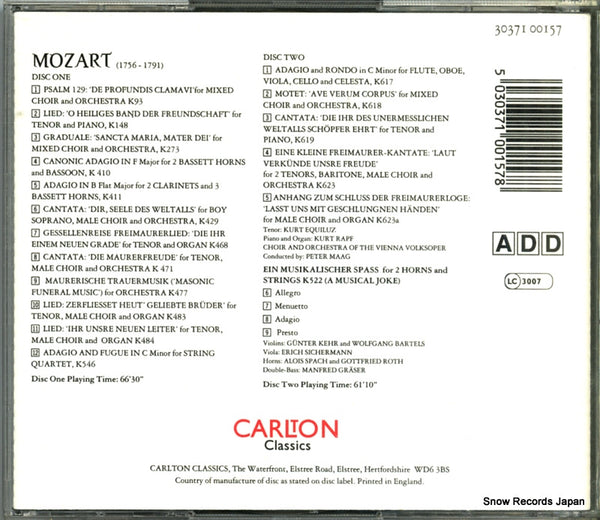 30371 00157
MOZART (1756 - 1791)
DISC ONE
1 PSALM 129: 'DE PROFUNDIS CLAMAVI' for MIXED
CHOIR and ORCHESTRA K93
2 LIED: 'O HEILIGES BAND DER FREUNDSCHAFT' for
TENOR and PIANO, K148
3 GRADUALE: 'SANCTA MARIA, MATER DEI' for
MIXED CHOIR and ORCHESTRA, K273
4 CANONIC ADAGIO IN F Major for 2 BASSETT HORNS
and BASSOON, K 410
5 ADAGIO IN B Flat Major for 2 CLARINETS and 3
BASSETT HORNS, K411
6 CANTATA: 'DIR, SEELE DES WELTALLS' for BOY
SOPRANO, MALE CHOIR and ORCHESTRA, K429
7 GESSELLENREISE FREIMAURERLIED: 'DIE IHR
EINEM NEUEN GRADE' for TENOR and ORGAN K468
8 CANTATA: 'DIE MAURERFREUDE' for TENOR,
MALE CHOIR and ORCHESTRA K 471
9 MAURERISCHE TRAUERMUSIK ('MASONIC
FUNERAL MUSIC') for ORCHESTRA K477
10 LIED: ZERFLIESSET HEUT' GELIEBTE BRÜDER' for
TENOR, MALE CHOIR and ORGAN K483
11 LIED: 'IHR UNSRE NEUEN LEITER' for TENOR,
MALE CHOIR and ORGAN K484
12 ADAGIO AND FUGUE IN C Minor for STRING
QUARTET, K546
Disc One Playing Time: 66'30"
DISC TWO
1 ADAGIO and RONDO in C Minor for FLUTE, OBOE,
VIOLA, CELLO and CELESTA, K617
2 MOTET: 'AVE VERUM CORPUS' for MIXED
CHOIR and ORCHESTRA, K618
3 CANTATA: 'DIE IHR DES UNERMESSLICHEN
WELTALLS SCHÖPFER EHRT' for TENOR and
PIANO, K619
4 EINE KLEINE FREIMAURER-KANTATE: 'LAUT
VERKÜNDE UNSRE FREUDE'
for 2 TENORS, BARITONE, MALE CHOIR and
ORCHESTRA K623
5 ANHANG ZUM SCHLUSS DER FREIMAURERLOGE:
'LASST UNS MIT GESCHLUNGNEN HÄNDEN'
for MALE CHOIR and ORGAN K623a
Tenor: KURT EQUILUZ
Piano and Organ: KURT RAPF
CHOIR AND ORCHESTRA OF THE VIENNA VOLKSOPER
Conducted by: PETER MAAG
EIN MUSIKALISCHER SPASS for 2 HORNS and
STRINGS K522 (A MUSICAL JOKE)
6 Allegro
7 Menuetto
8 Adagio
9 Presto
Violins: GÜNTER KEHR and WOLFGANG BARTELS
Viola: ERICH SICHERMANN
Horns: ALOIS SPACH and GOTTFRIED ROTH
Double-Bass: MANFRED GRÄSER
Disc Two Playing Time: 61'10"
5 030371 001578
ADD
LC 3007
CARLTON
Classics
CARLTON CLASSICS, The Waterfront, Elstree Road, Elstree, Hertfordshire WD6 3BS
Country of manufacture of disc as stated on disc label. Printed in England.
Snow Records Japan